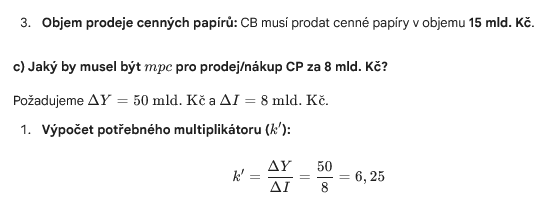 3. Objem prodeje cenných papírů: CB musí prodat cenné papíry v objemu 15 mld. Kč.
c) Jaký by musel být mpc pro prodej/nákup CP za 8 mld. Kč?
Požadujeme ΔY = 50 mld. Kč a ΔI = 8 mld. Kč.
1. Výpočet potřebného multiplikátoru (k′):
k′ = ΔY/ΔI = 50/8 = 6, 25